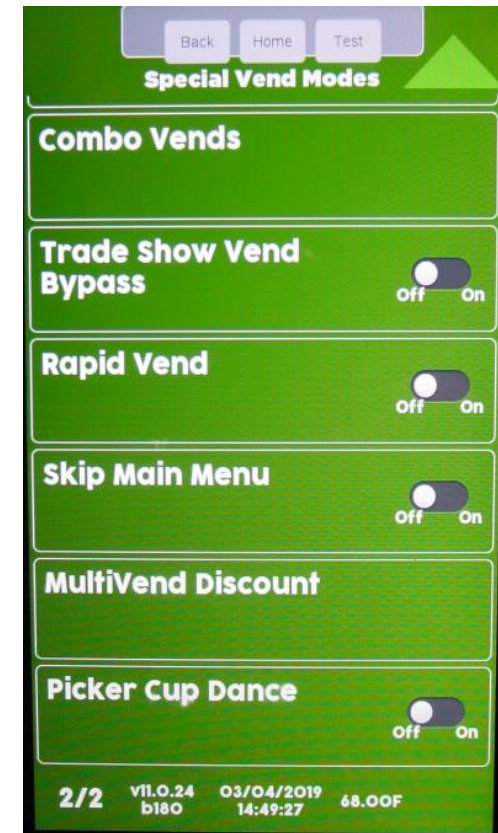 Back Home Test
Special Vend Modes
Combo Vends
Trade Show Vend
Bypass
Off On
Rapid Vend
Off On
Skip Main Menu
Off On
MultiVend Discount
Picker Cup Dance
Off On
2/2 v11.0.24 03/04/2019 68.00F
b180 14:49:27